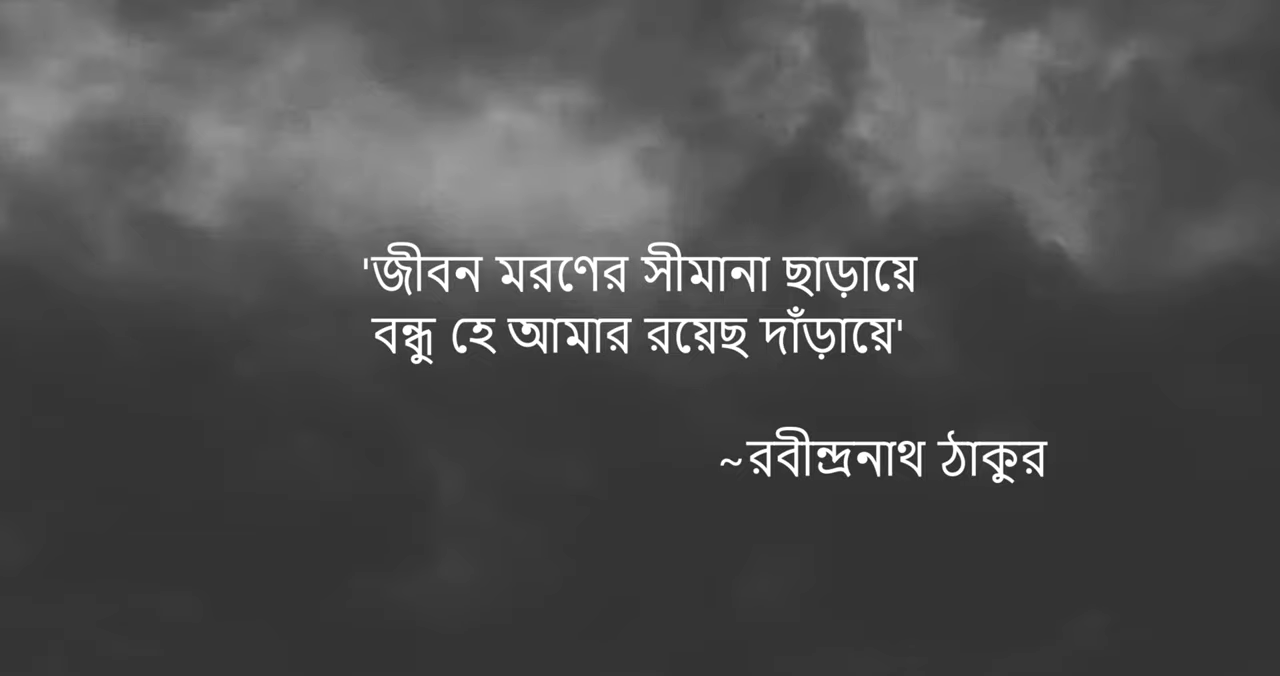 'জীবন মরণের সীমানা ছাড়ায়ে
বন্ধু হে আমার রয়েছ দাঁড়ায়ে'
~রবীন্দ্রনাথ ঠাকুর